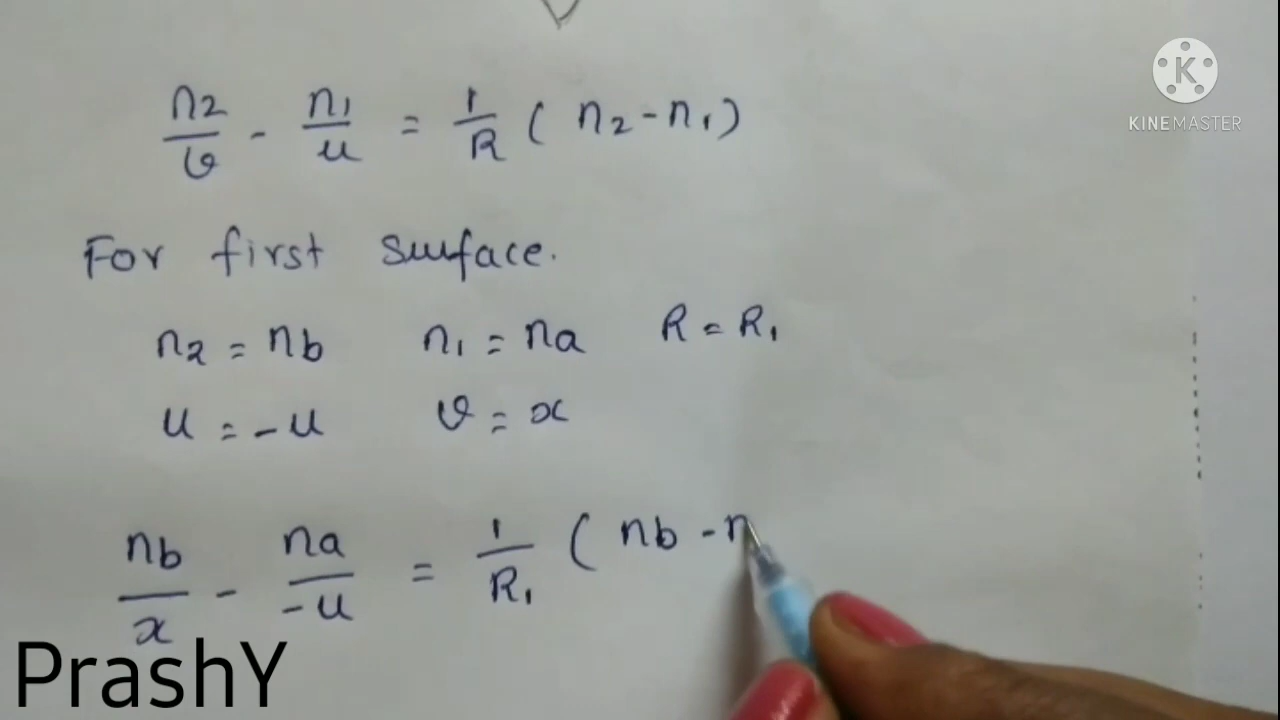 n2/v - n1/u = 1/R ( n2 - n1 )
KINEMASTER
For first surface.
n2 = nb n1 = na R = R1
u = -u v = x
nb/x - na/-u = 1/R1 ( nb - n
PrashY